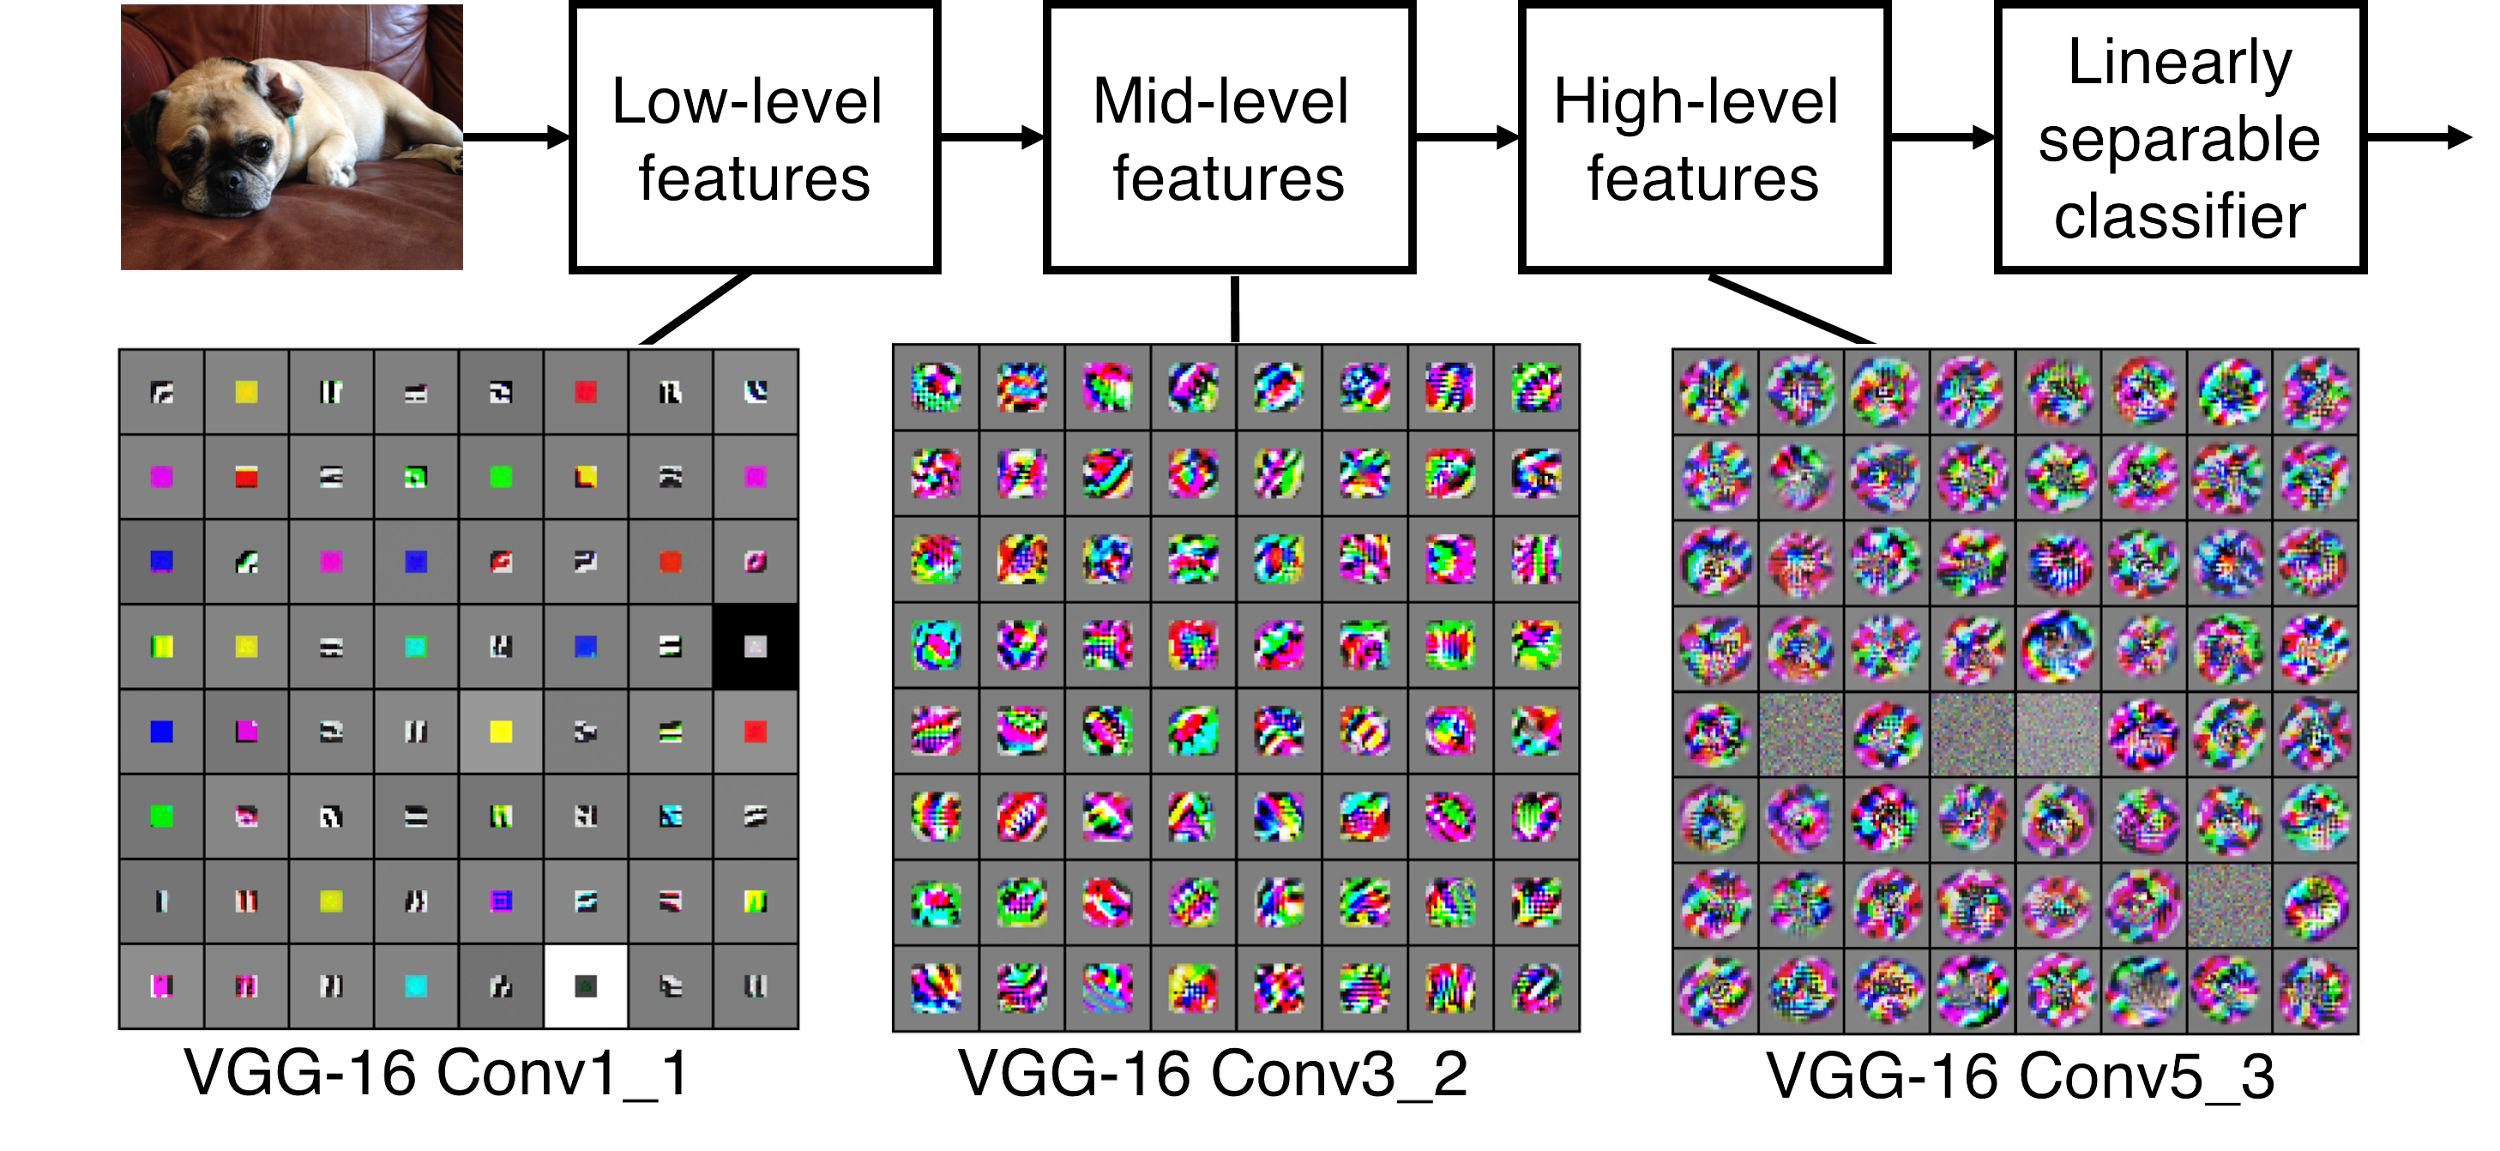 Low-level
features
Mid-level
features
High-level
features
Linearly
separable
classifier
VGG-16 Conv1_1
VGG-16 Conv3_2
VGG-16 Conv5_3